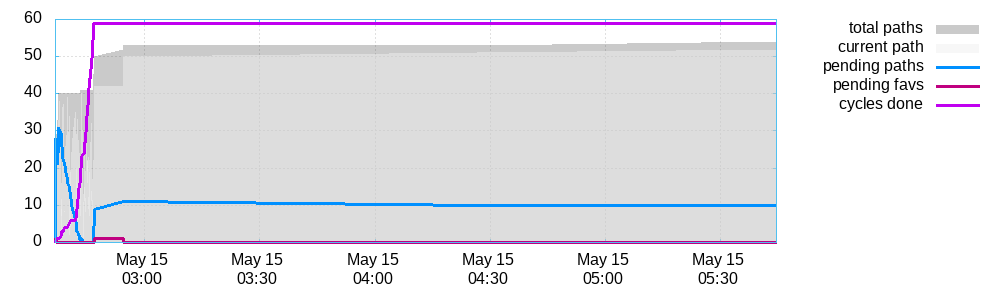 60
50
40
30
20
10
0
May 15
03:00
May 15
03:30
May 15
04:00
May 15
04:30
May 15
05:00
May 15
05:30
total paths
current path
pending paths
pending favs
cycles done